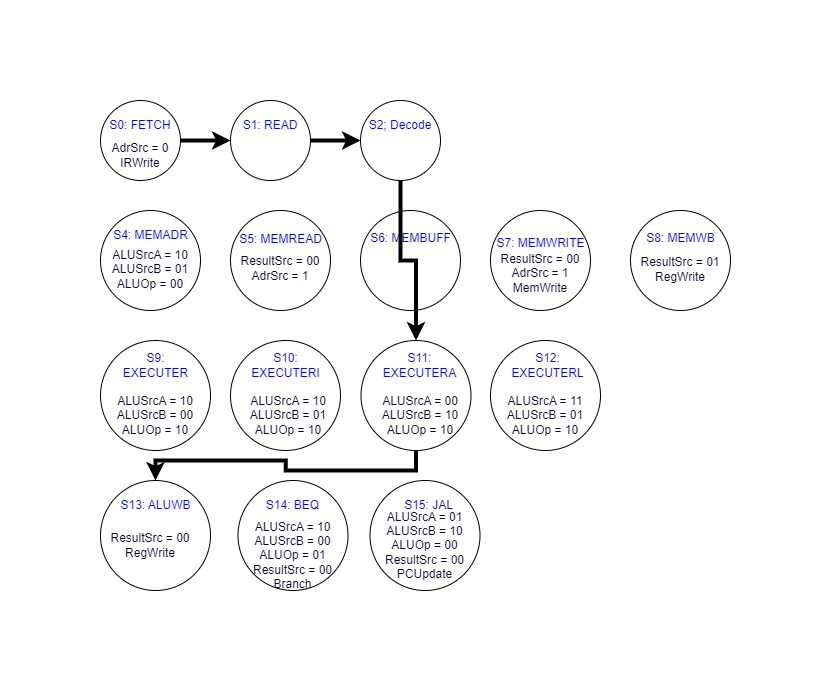 S0: FETCH
AdrSrc = 0
IRWrite
S1: READ
S2; Decode
S4: MEMADR
ALUSrcA = 10
ALUSrcB = 01
ALUOp = 00
S5: MEMREAD
ResultSrc = 00
AdrSrc = 1
S6: MEMBUFF
S7: MEMWRITE
ResultSrc = 00
AdrSrc = 1
MemWrite
S8: MEMWB
ResultSrc = 01
RegWrite
S9:
EXECUTER
ALUSrcA = 10
ALUSrcB = 00
ALUOp = 10
S10:
EXECUTERI
ALUSrcA = 10
ALUSrcB = 01
ALUOp = 10
S11:
EXECUTERA
ALUSrcA = 00
ALUSrcB = 10
ALUOp = 10
S12:
EXECUTERL
ALUSrcA = 11
ALUSrcB = 01
ALUOp = 10
S13: ALUWB
ResultSrc = 00
RegWrite
S14: BEQ
ALUSrcA = 10
ALUSrcB = 00
ALUOp = 01
ResultSrc = 00
Branch
S15: JAL
ALUSrcA = 01
ALUSrcB = 10
ALUOp = 00
ResultSrc = 00
PCUpdate